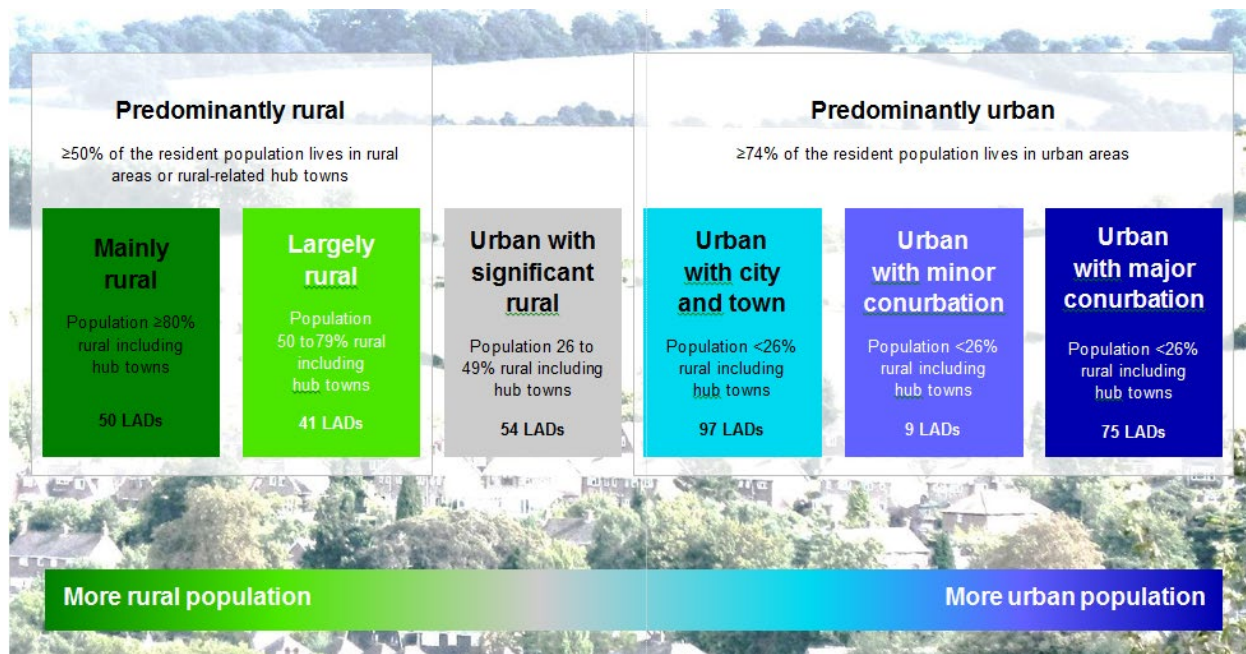 Predominantly rural
≥50% of the resident population lives in rural
areas or rural-related hub towns
Predominantly urban
≥74% of the resident population lives in urban areas
Mainly
rural
Population ≥80%
rural including
hub towns
50 LADs
Largely
rural
Population
50 to79% rural
including
hub towns
41 LADs
Urban with
significant
rural
Population 26 to
49% rural including
hub towns
54 LADs
Urban
with city
and town
Population <26%
rural including
hub towns
97 LADs
Urban
with minor
conurbation
Population <26%
rural including
hub towns
9 LADs
Urban
with major
conurbation
Population <26%
rural including
hub towns
75 LADs
More rural population
More urban population